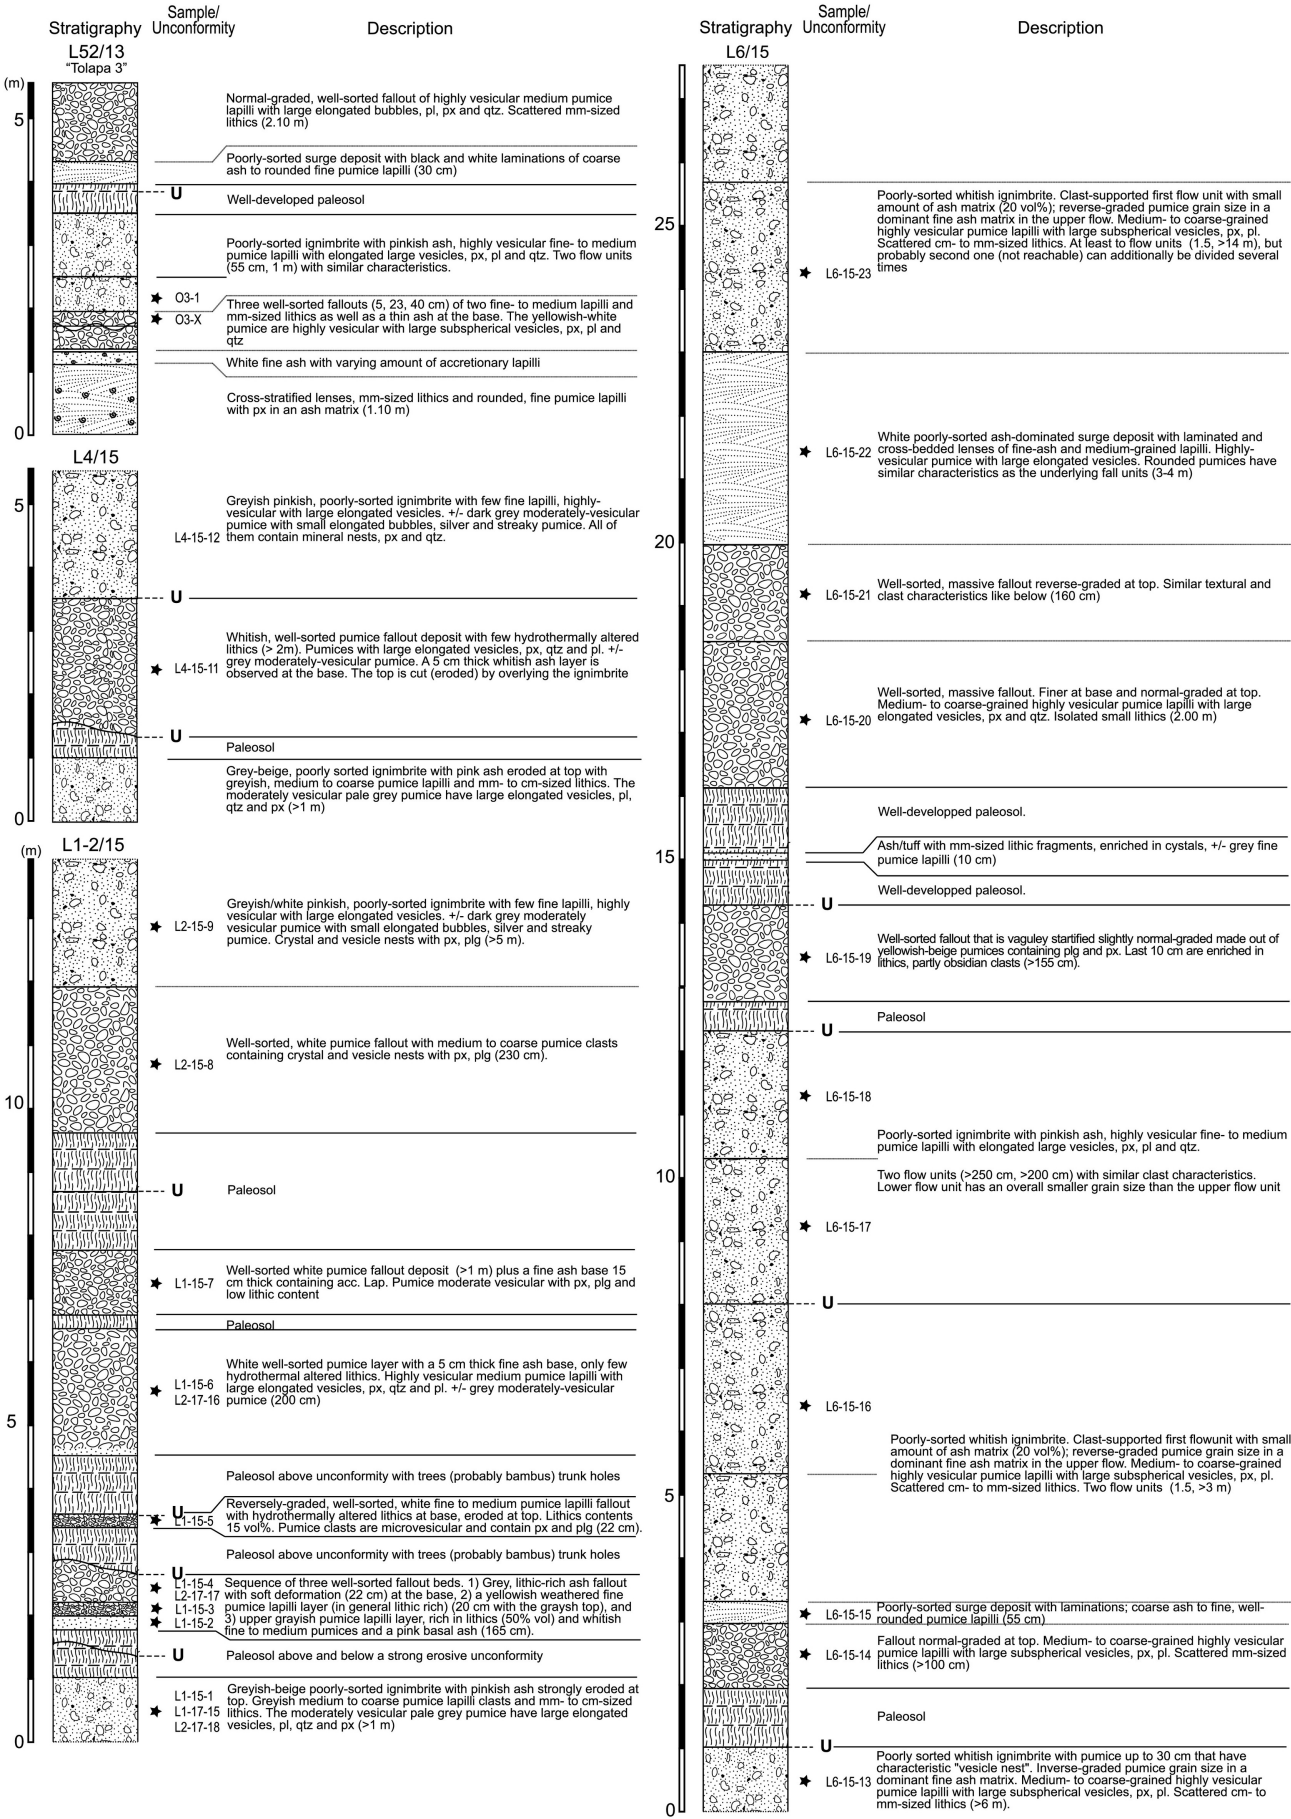 Sample/
Stratigraphy Unconformity Description
L52/13
"Tolapa 3"
(m)
Normal-graded, well-sorted fallout of highly vesicular medium pumice
lapilli with large elongated bubbles, pl, px and qtz. Scattered mm-sized
lithics (2.10 m)
5
Poorly-sorted surge deposit with black and white laminations of coarse
ash to rounded fine pumice lapilli (30 cm)
U
Well-developed paleosol
Poorly-sorted ignimbrite with pinkish ash, highly vesicular fine- to medium
pumice lapilli with elongated large vesicles, px, pl and qtz. Two flow units
(55 cm, 1 m) with similar characteristics.
O3-1
O3-X
Three well-sorted fallouts (5, 23, 40 cm) of two fine- to medium lapilli and
mm-sized lithics as well as a thin ash at the base. The yellowish-white
pumice are highly vesicular with large subspherical vesicles, px, pl and
qtz
White fine ash with varying amount of accretionary lapilli
Cross-stratified lenses, mm-sized lithics and rounded, fine pumice lapilli
with px in an ash matrix (1.10 m)
0
L4/15
5
Greyish pinkish, poorly-sorted ignimbrite with few fine lapilli, highly-
vesicular with large elongated vesicles. +/- dark grey moderately-vesicular
pumice with small elongated bubbles, silver and streaky pumice. All of
L4-15-12 them contain mineral nests, px and qtz.
U
Whitish, well-sorted pumice fallout deposit with few hydrothermally altered
lithics (> 2m). Pumices with large elongated vesicles, px, qtz and pl. +/-
grey moderately-vesicular pumice. A 5 cm thick whitish ash layer is
L4-15-11 observed at the base. The top is cut (eroded) by overlying the ignimbrite
U
Paleosol
Grey-beige, poorly sorted ignimbrite with pink ash eroded at top with
greyish, medium to coarse pumice lapilli and mm- to cm-sized lithics. The
moderately vesicular pale grey pumice have large elongated vesicles, pl,
qtz and px (>1 m)
0
L1-2/15
(m)
Greyish/white pinkish, poorly-sorted ignimbrite with few fine lapilli, highly
vesicular with large elongated vesicles. +/- dark grey moderately
L2-15-9 vesicular pumice with small elongated bubbles, silver and streaky
pumice. Crystal and vesicle nests with px, plg (>5 m).
Well-sorted, white pumice fallout with medium to coarse pumice clasts
containing crystal and vesicle nests with px, plg (230 cm).
L2-15-8
10
U
Paleosol
Well-sorted white pumice fallout deposit (>1 m) plus a fine ash base 15
L1-15-7 cm thick containing acc. Lap. Pumice moderate vesicular with px, plg and
low lithic content
Paleosol
White well-sorted pumice layer with a 5 cm thick fine ash base, only few
hydrothermal altered lithics. Highly vesicular medium pumice lapilli with
L1-15-6 large elongated vesicles, px, qtz and pl. +/- grey moderately-vesicular
L2-17-16 pumice (200 cm)
5
Paleosol above unconformity with trees (probably bambus) trunk holes
U
L1-15-5
Reversely-graded, well-sorted, white fine to medium pumice lapilli fallout
with hydrothermally altered lithics at base, eroded at top. Lithics contents
15 vol%. Pumice clasts are microvesicular and contain px and plg (22 cm).
Paleosol above unconformity with trees (probably bambus) trunk holes
U
L1-15-4
L2-17-17
L1-15-3
L1-15-2
Sequence of three well-sorted fallout beds. 1) Grey, lithic-rich ash fallout
with soft deformation (22 cm) at the base, 2) a yellowish weathered fine
pumice lapilli layer (in general lithic rich) (20 cm with the graysh top), and
3) upper grayish pumice lapilli layer, rich in lithics (50% vol) and whitish
fine to medium pumices and a pink basal ash (165 cm).
U
Paleosol above and below a strong erosive unconformity
L1-15-1
L1-17-15
L2-17-18
Greyish-beige poorly-sorted ignimbrite with pinkish ash strongly eroded at
top. Greyish medium to coarse pumice lapilli clasts and mm- to cm-sized
lithics. The moderately vesicular pale grey pumice have large elongated
vesicles, pl, qtz and px (>1 m)
0
Sample/
Stratigraphy Unconformity Description
L6/15
Poorly-sorted whitish ignimbrite. Clast-supported first flow unit with small
amount of ash matrix (20 vol%); reverse-graded pumice grain size in a
dominant fine ash matrix in the upper flow. Medium- to coarse-grained
highly vesicular pumice lapilli with large subspherical vesicles, px, pl.
Scattered cm- to mm-sized lithics. At least to flow units (1.5, >14 m), but
probably second one (not reachable) can additionally be divided several
times
25
L6-15-23
White poorly-sorted ash-dominated surge deposit with laminated and
L6-15-22 cross-bedded lenses of fine-ash and medium-grained lapilli. Highly-
vesicular pumice with large elongated vesicles. Rounded pumices have
similar characteristics as the underlying fall units (3-4 m)
20
Well-sorted, massive fallout reverse-graded at top. Similar textural and
L6-15-21 clast characteristics like below (160 cm)
Well-sorted, massive fallout. Finer at base and normal-graded at top.
Medium- to coarse-grained highly vesicular pumice lapilli with large
L6-15-20 elongated vesicles, px and qtz. Isolated small lithics (2.00 m)
Well-developped paleosol.
Ash/tuff with mm-sized lithic fragments, enriched in crystals, +/- grey fine
pumice lapilli (10 cm)
15
Well-developped paleosol.
U
Well-sorted fallout that is vaguley startified slightly normal-graded made out of
yellowish-beige pumices containing plg and px. Last 10 cm are enriched in
L6-15-19 lithics, partly obsidian clasts (>155 cm).
Paleosol
U
L6-15-18
Poorly-sorted ignimbrite with pinkish ash, highly vesicular fine- to medium
pumice lapilli with elongated large vesicles, px, pl and qtz.
10
Two flow units (>250 cm, >200 cm) with similar clast characteristics.
Lower flow unit has an overall smaller grain size than the upper flow unit
L6-15-17
U
L6-15-16
Poorly-sorted whitish ignimbrite. Clast-supported first flowunit with small
amount of ash matrix (20 vol%); reverse-graded pumice grain size in a
dominant fine ash matrix in the upper flow. Medium- to coarse-grained
highly vesicular pumice lapilli with large subspherical vesicles, px, pl.
Scattered cm- to mm-sized lithics. Two flow units (1.5, >3 m)
5
L6-15-15 Poorly-sorted surge deposit with laminations; coarse ash to fine, well-
rounded pumice lapilli (55 cm)
Fallout normal-graded at top. Medium- to coarse-grained highly vesicular
L6-15-14 pumice lapilli with large subspherical vesicles, px, pl. Scattered mm-sized
lithics (>100 cm)
Paleosol
U
Poorly sorted whitish ignimbrite with pumice up to 30 cm that have
characteristic "vesicle nest". Inverse-graded pumice grain size in a
L6-15-13 dominant fine ash matrix. Medium- to coarse-grained highly vesicular
pumice lapilli with large subspherical vesicles, px, pl. Scattered cm- to
mm-sized lithics (>6 m).
0